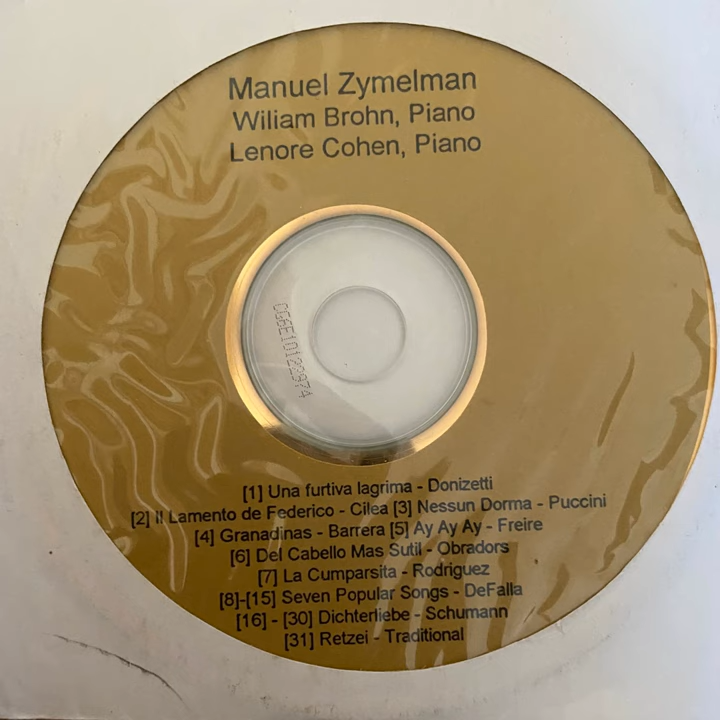 Manuel Zymelman
Wiliam Brohn, Piano
Lenore Cohen, Piano
006E10122974
[1] Una furtiva lagrima - Donizetti
[2] Il Lamento de Federico - Cilea [3] Nessun Dorma - Puccini
[4] Granadinas - Barrera [5] Ay Ay Ay - Freire
[6] Del Cabello Mas Sutil - Obradors
[7] La Cumparsita - Rodriguez
[8]-[15] Seven Popular Songs - DeFalla
[16] - [30] Dichterliebe - Schumann
[31] Retzei - Traditional